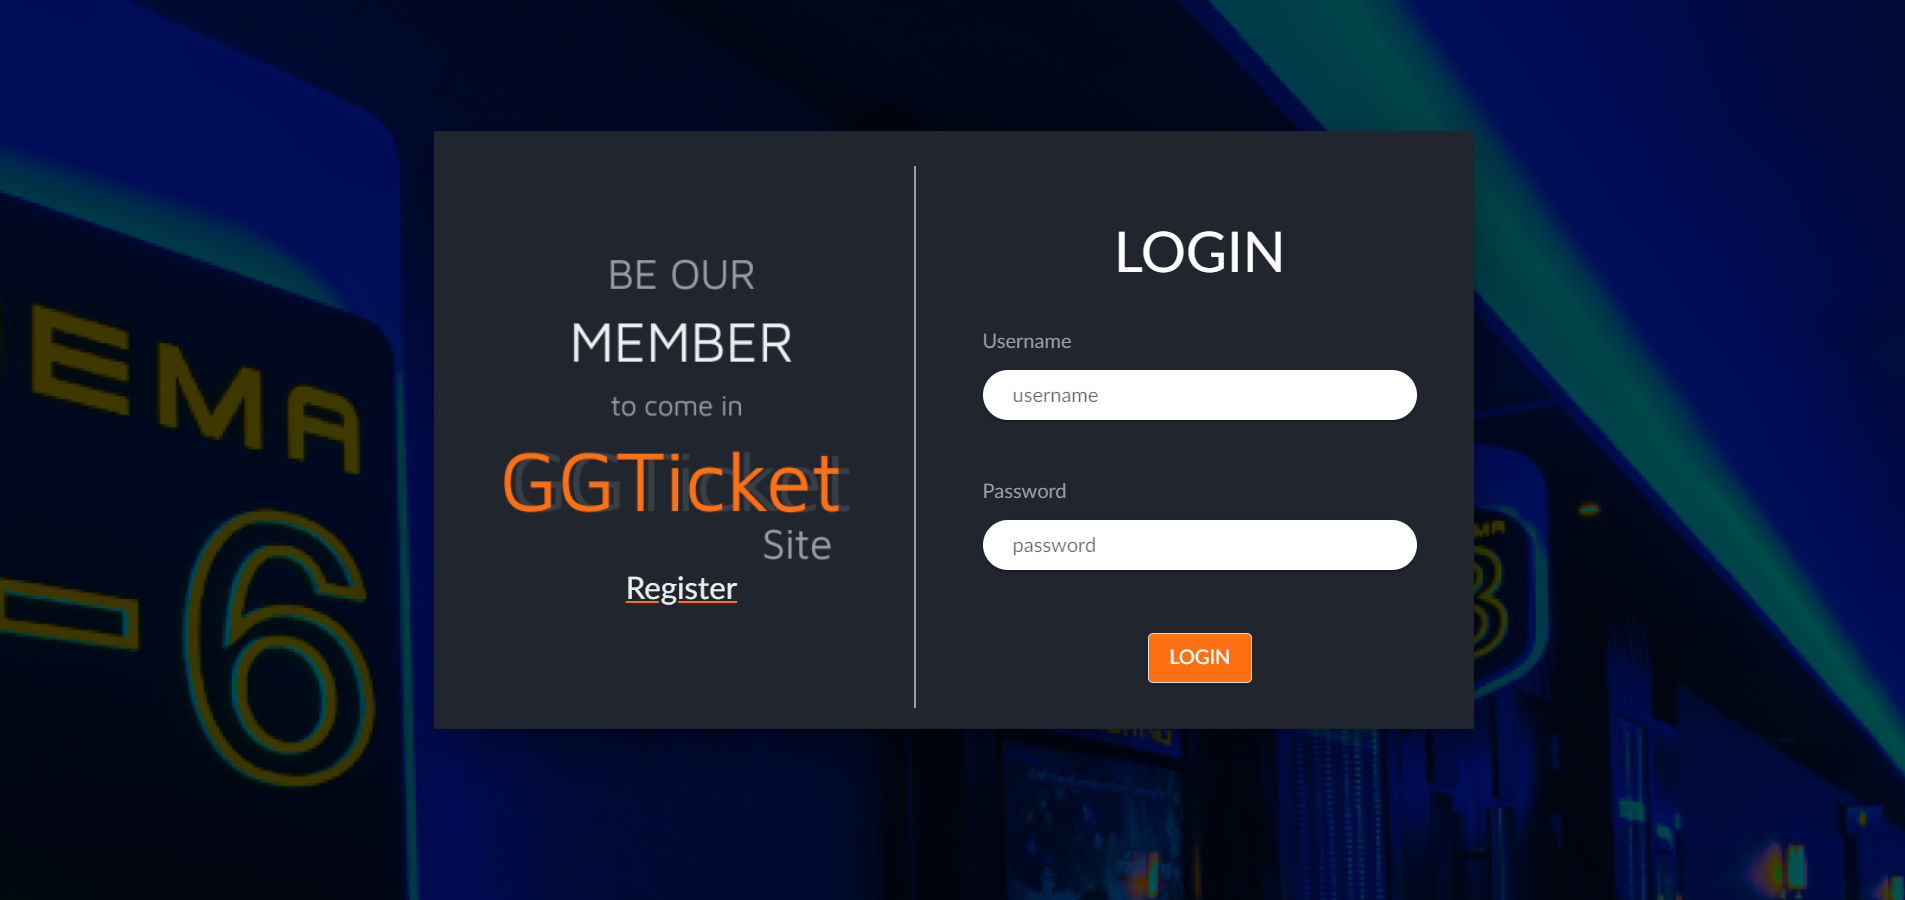 BE OUR
MEMBER
to come in
GGTicket
Site
Register
LOGIN
Username
username
Password
password
LOGIN
EMA
-6